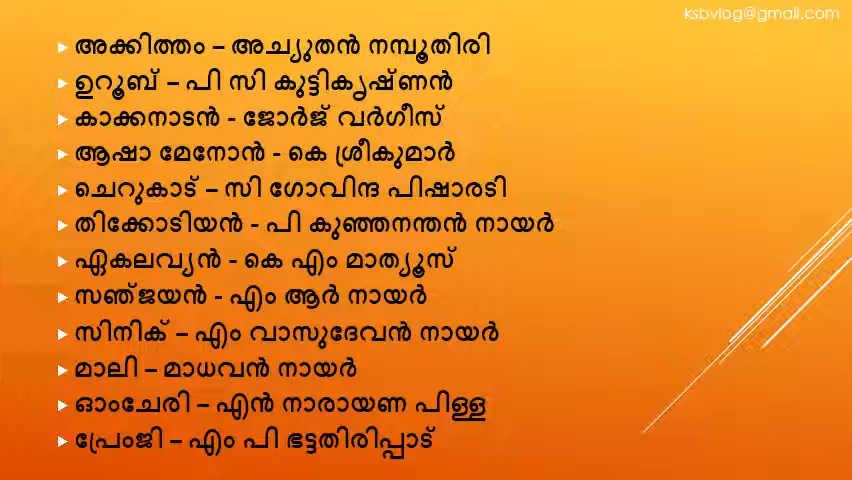 ksbvlog@gmail.com
അക്കിത്തം – അച്യുതൻ നമ്പൂതിരി
ഉറൂബ് – പി സി കുട്ടികൃഷ്ണൻ
കാക്കനാടൻ - ജോർജ് വർഗീസ്
ആഷാ മേനോൻ - കെ ശ്രീകുമാർ
ചെറുകാട് – സി ഗോവിന്ദ പിഷാരടി
തിക്കോടിയൻ - പി കുഞ്ഞനന്തൻ നായർ
ഏകലവ്യൻ - കെ എം മാത്യൂസ്
സഞ്ജയൻ - എം ആർ നായർ
സിനിക് – എം വാസുദേവൻ നായർ
മാലി – മാധവൻ നായർ
ഓംചേരി – എൻ നാരായണ പിള്ള
പ്രേംജി – എം പി ഭട്ടതിരിപ്പാട്